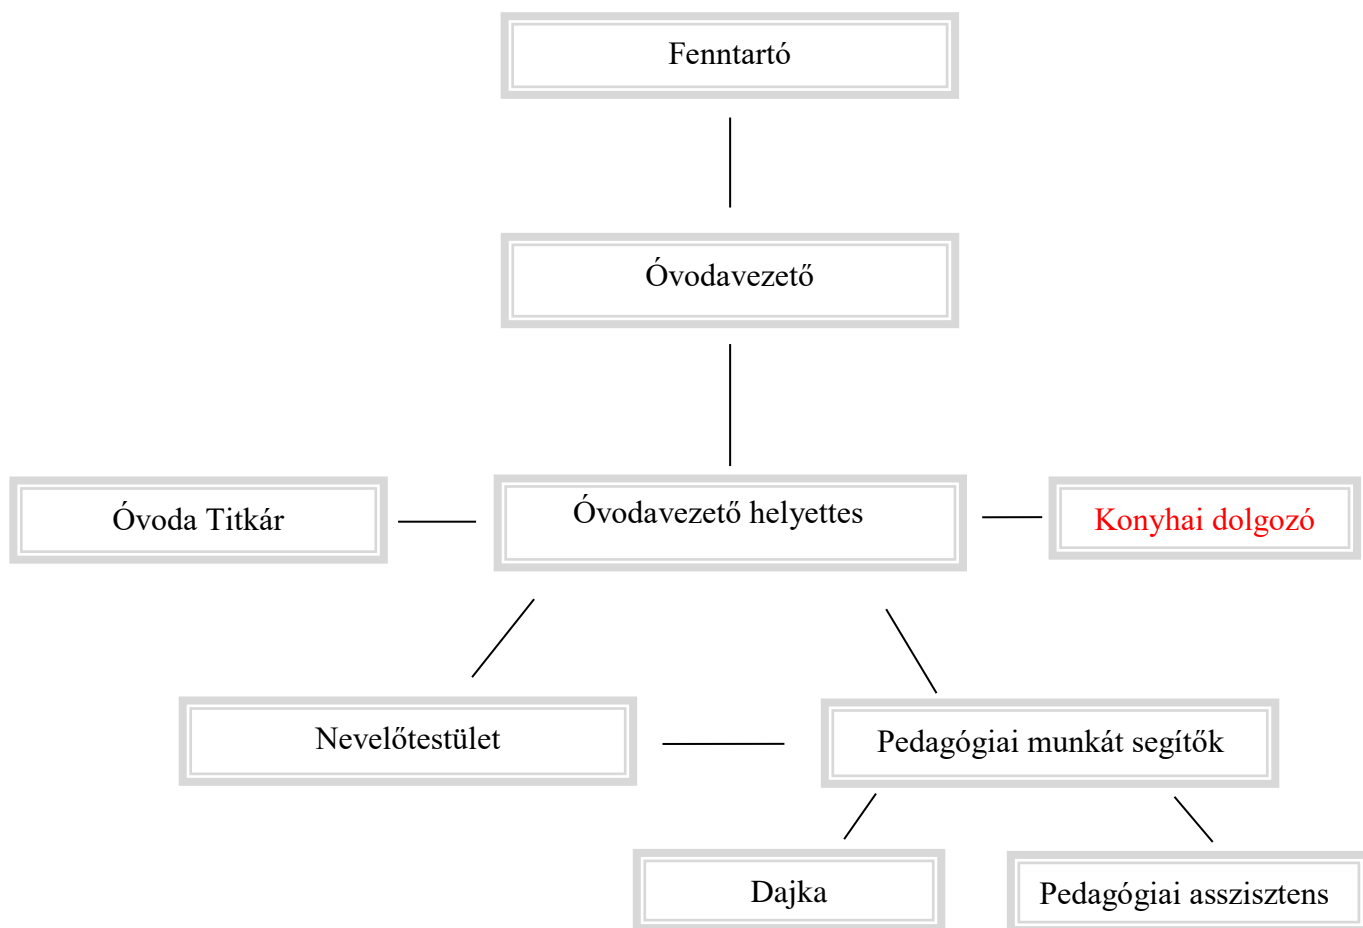 Fenntartó
Óvodavezető
Óvoda Titkár
Óvodavezető helyettes
Konyhai dolgozó
Nevelőtestület
Pedagógiai munkát segítők
Dajka
Pedagógiai asszisztens